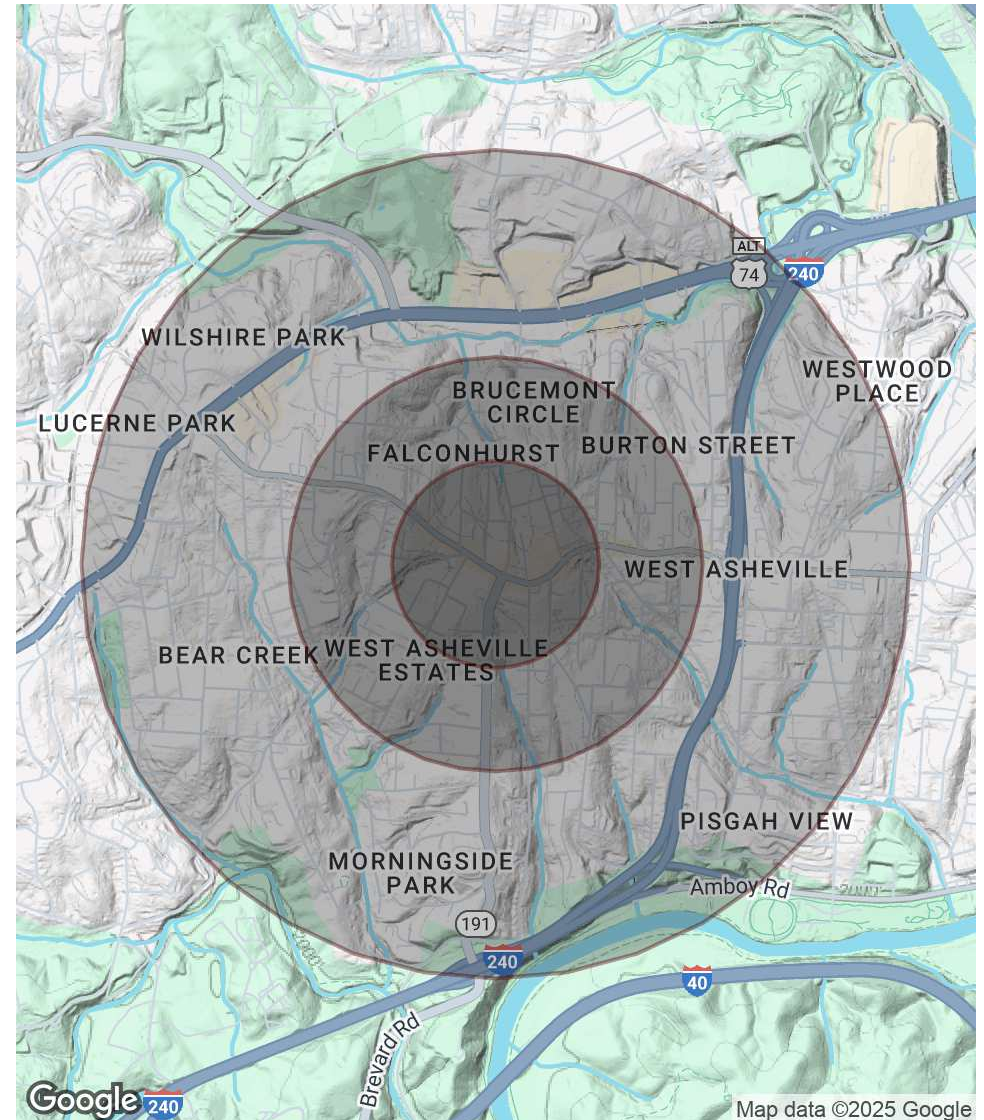 ALT
74
240
WILSHIRE PARK
WESTWOOD
PLACE
BRUCEMONT
CIRCLE
LUCERNE PARK
BURTON STREET
FALCONHURST
WEST ASHEVILLE
BEAR CREEK
WEST ASHEVILLE
ESTATES
PISGAH VIEW
MORNINGSIDE
PARK
Amboy Rd
191
240
40
Brevard Rd
Google
240
Map data ©2025 Google